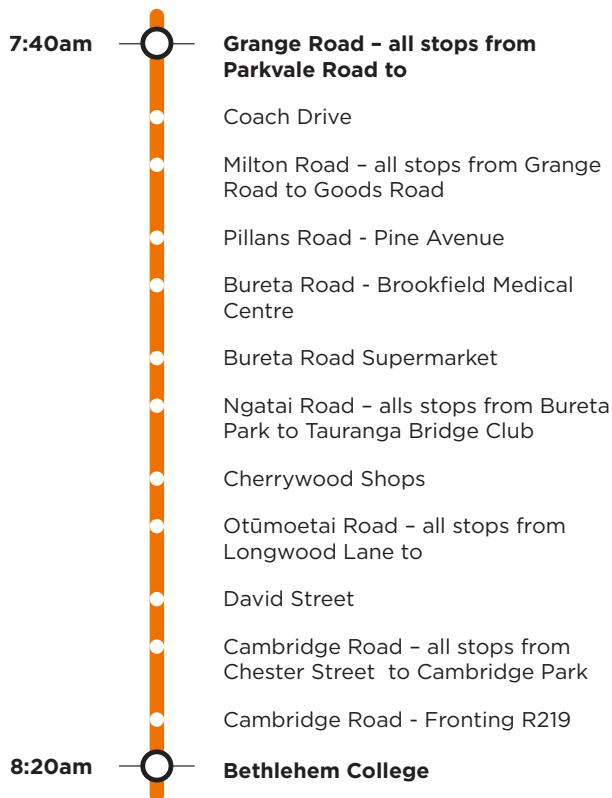 7:40am
Grange Road – all stops from
Parkvale Road to
Coach Drive
Milton Road – all stops from Grange
Road to Goods Road
Pillans Road - Pine Avenue
Bureta Road - Brookfield Medical
Centre
Bureta Road Supermarket
Ngatai Road – alls stops from Bureta
Park to Tauranga Bridge Club
Cherrywood Shops
Otūmoetai Road – all stops from
Longwood Lane to
David Street
Cambridge Road – all stops from
Chester Street  to Cambridge Park
Cambridge Road - Fronting R219
8:20am
Bethlehem College